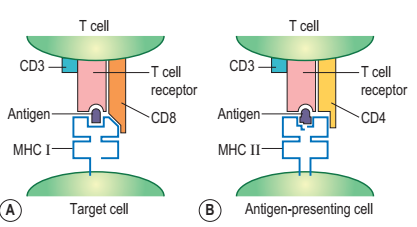 T cell
CD3
T cell
receptor
Antigen
CD8
MHC I
A
Target cell
T cell
CD3
T cell
receptor
Antigen
CD4
MHC II
B
Antigen-presenting cell